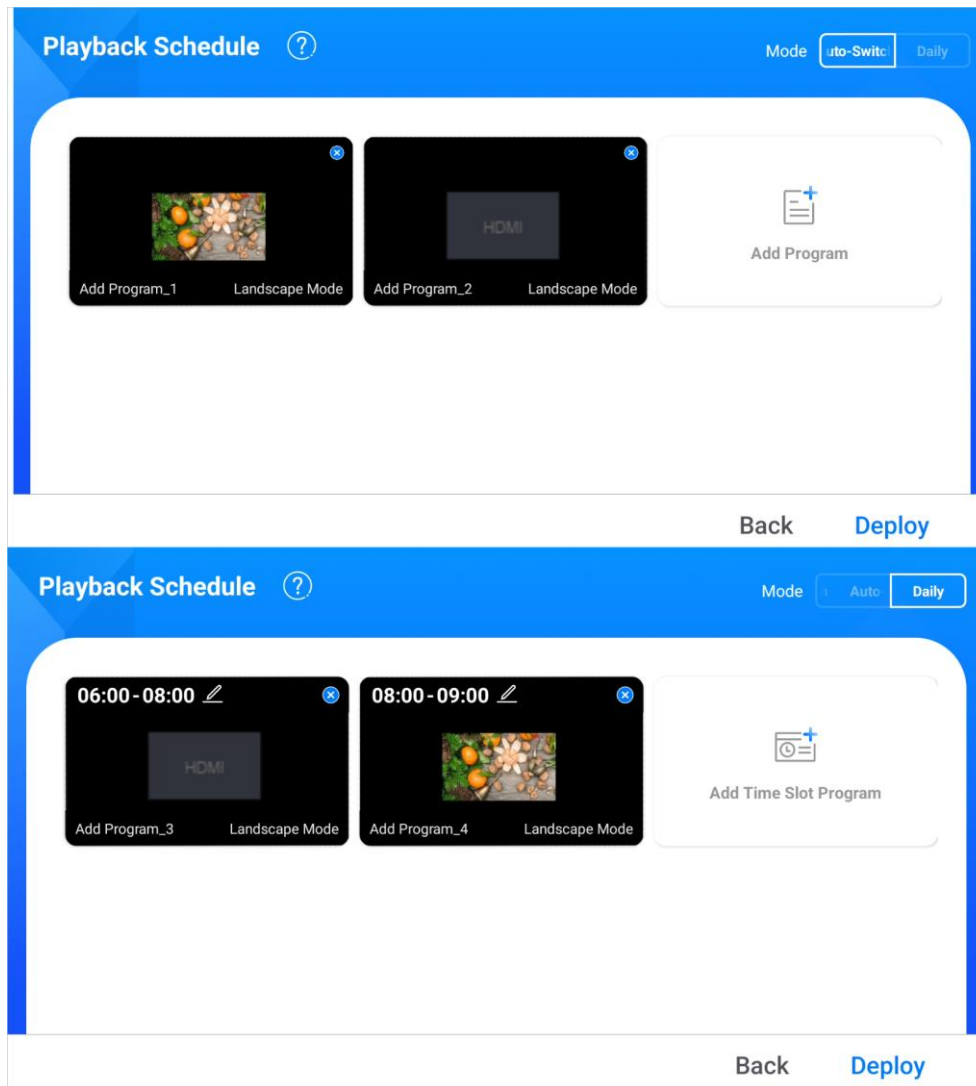 Playback Schedule ?
Mode uto-Switc Daily
Add Program_1 Landscape Mode
HDMI
Add Program_2 Landscape Mode
Add Program
Back Deploy
Playback Schedule ?
Mode Auto Daily
06:00-08:00
HDMI
Add Program_3 Landscape Mode
08:00-09:00
Add Program_4 Landscape Mode
Add Time Slot Program
Back Deploy